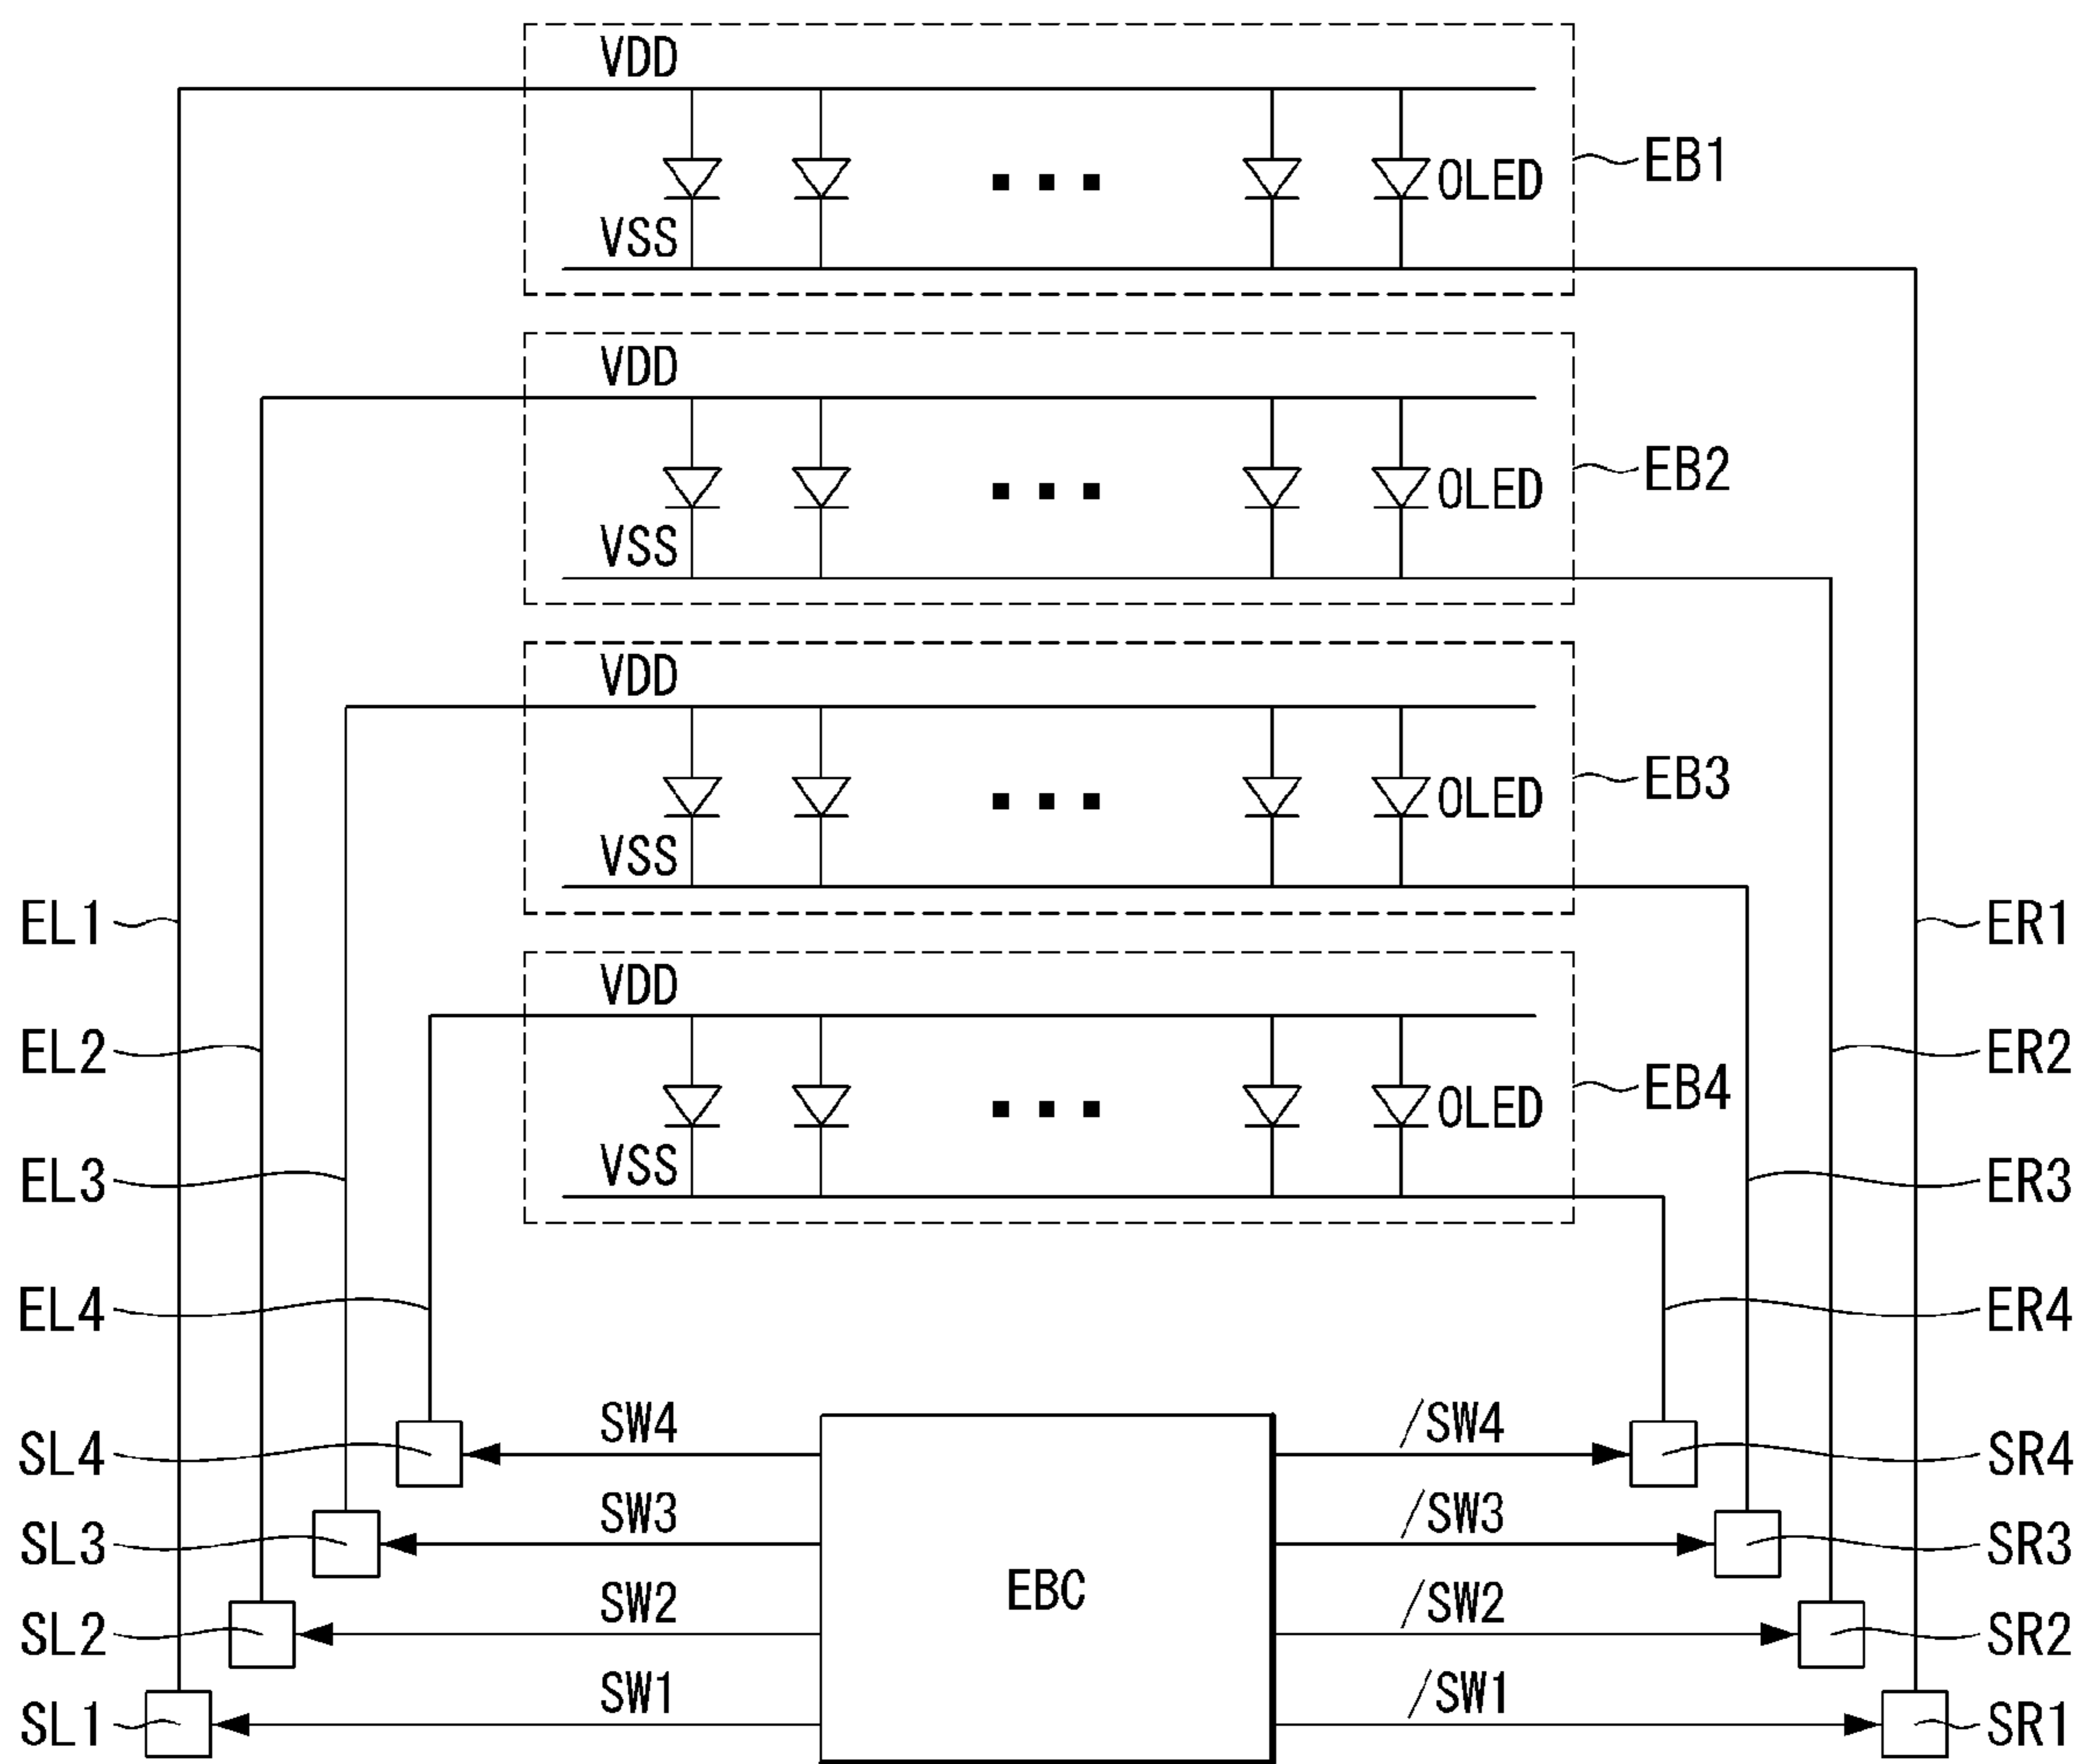 VDD
OLED
EB1
VSS
VDD
OLED
EB2
VSS
VDD
OLED
EB3
VSS
EL1
ER1
VDD
EL2
ER2
OLED
EB4
VSS
EL3
ER3
EL4
ER4
SL4
SW4
/SW4
SR4
SL3
SW3
/SW3
SR3
EBC
SL2
SW2
/SW2
SR2
SL1
SW1
/SW1
SR1